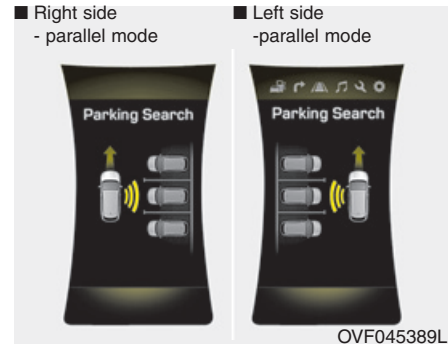 ■ Right side
- parallel mode
■ Left side
-parallel mode
Parking Search
Parking Search
OVF045389L